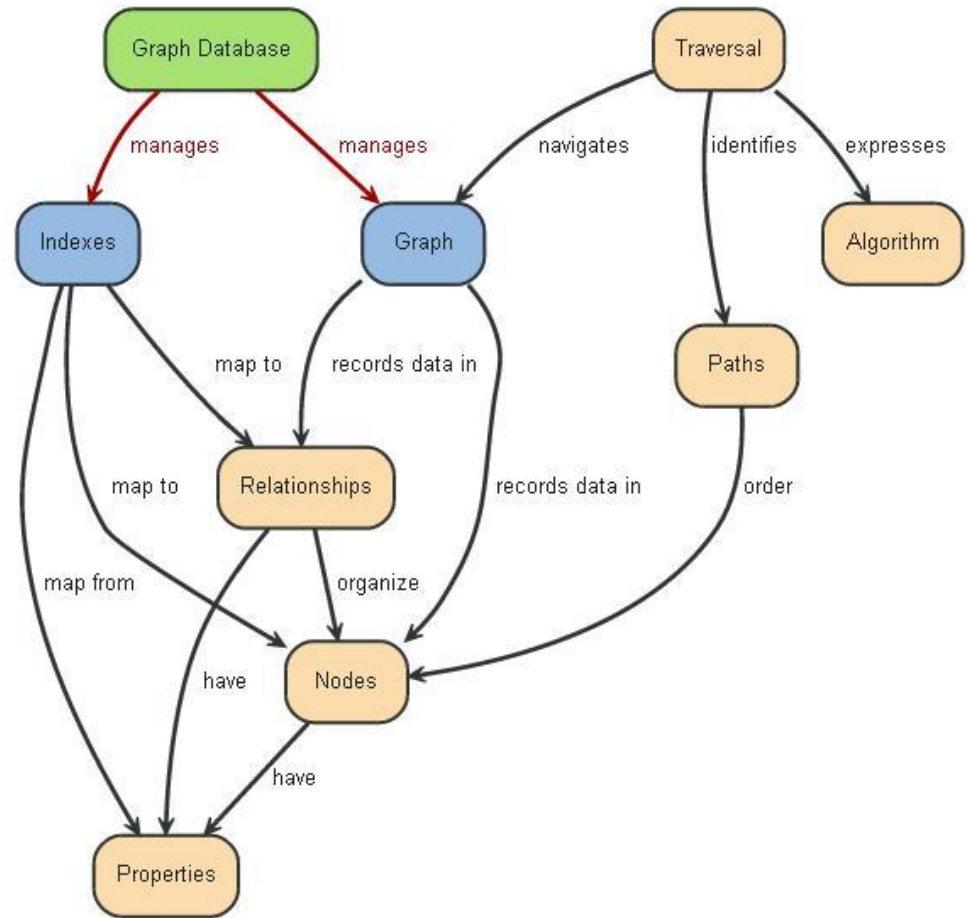 Graph Database
Traversal
manages
manages
navigates
identifies
expresses
Indexes
Graph
Algorithm
map to
records data in
Paths
map to
Relationships
records data in
order
map from
organize
have
Nodes
have
Properties